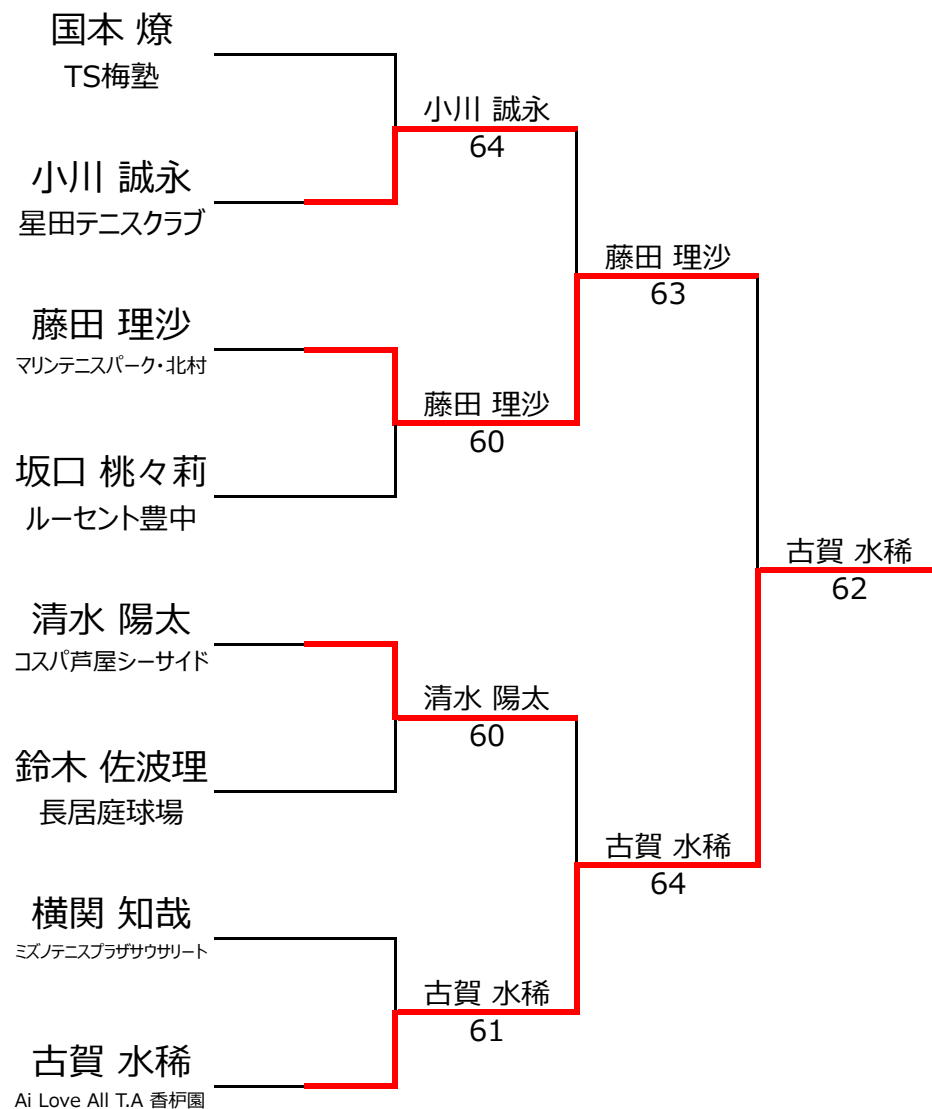 国本 燎
TS梅塾
小川 誠永
64
小川 誠永
星田テニスクラブ
藤田 理沙
63
藤田 理沙
マリンテニスパーク・北村
藤田 理沙
60
坂口 桃々莉
ルーセント豊中
古賀 水稀
62
清水 陽太
コスパ芦屋シーサイド
清水 陽太
60
鈴木 佐波理
長居庭球場
古賀 水稀
64
横関 知哉
ミズノテニスプラザサウサリート
古賀 水稀
61
古賀 水稀
Ai Love All T.A 香枦園